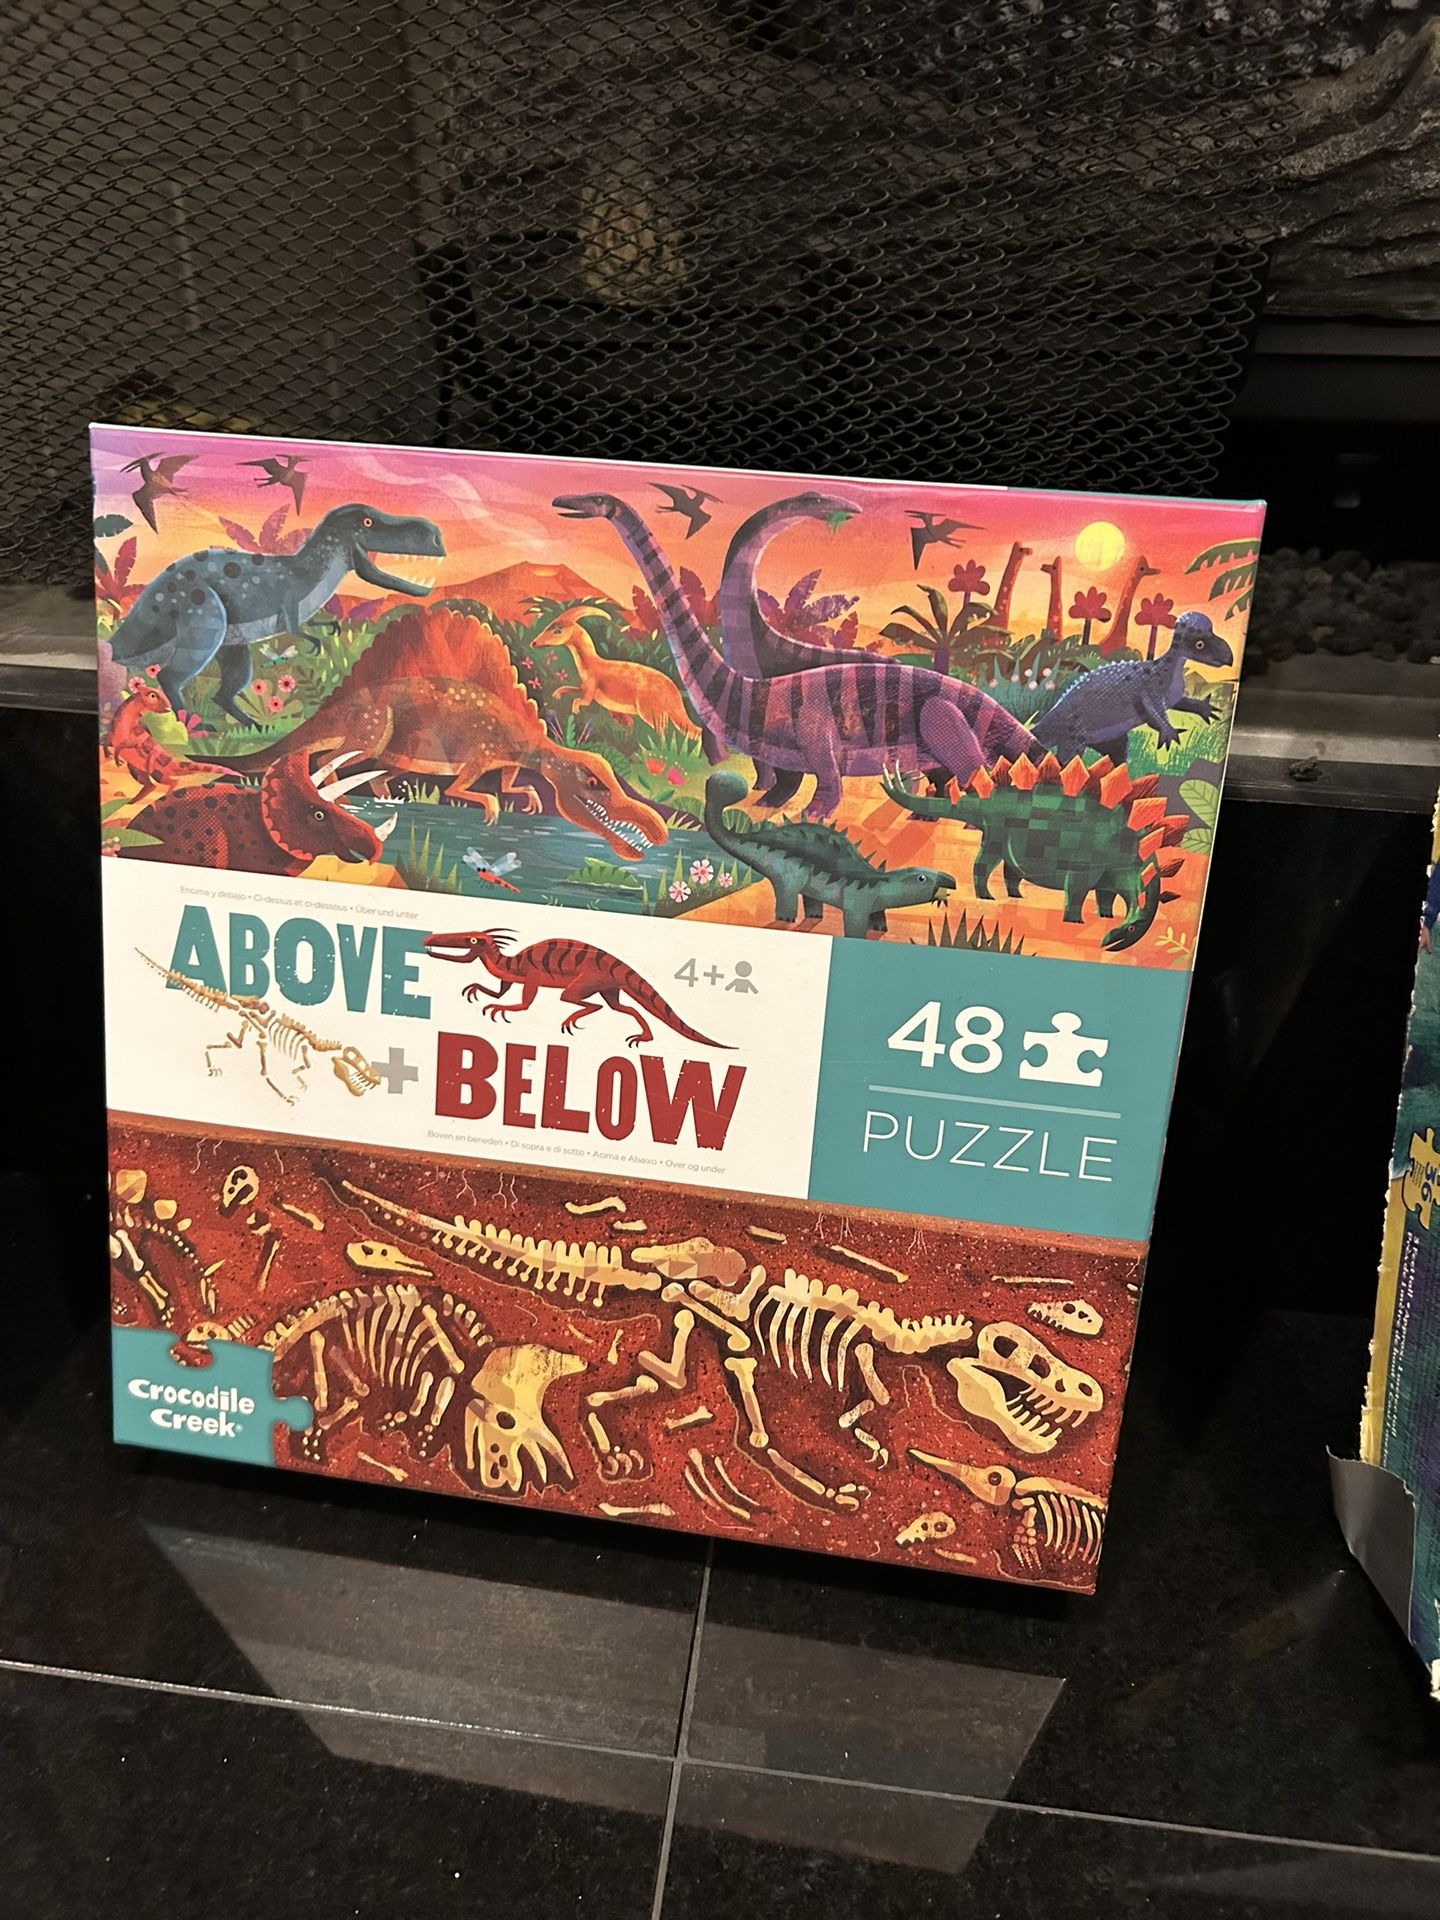 Encima y debajo • Ci-dessus et ci-dessous • Über und unter
ABOVE
4+
+ BELOW
Boven en beneden • Di sopra e di sotto • Acima e Abaixo • Over og under
48
PUZZLE
Crocodile
Creek®
36